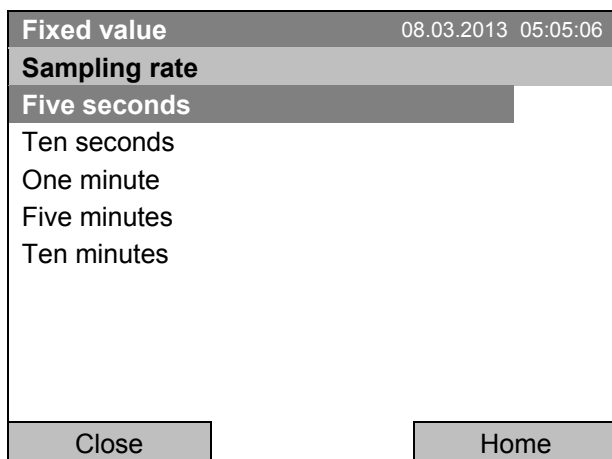 Fixed value 08.03.2013 05:05:06
Sampling rate
Five seconds
Ten seconds
One minute
Five minutes
Ten minutes
Close Home